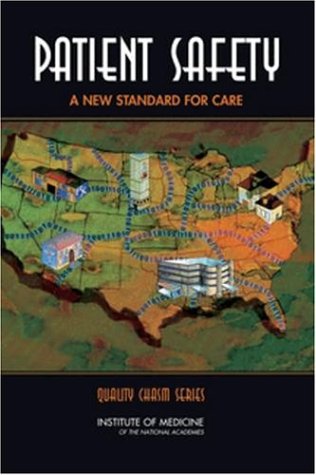 PATIENT SAFETY
A NEW STANDARD FOR CARE
QUALITY CHASM SERIES
INSTITUTE OF MEDICINE
OF THE NATIONAL ACADEMIES